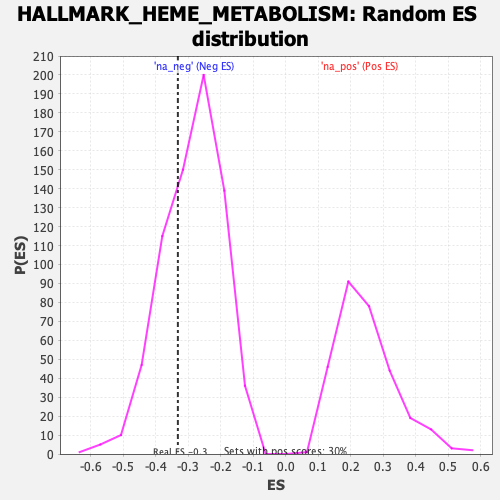 HALLMARK_HEME_METABOLISM: Random ES
distribution
'na_neg' (Neg ES)
'na_pos' (Pos ES)
210
200
190
180
170
160
150
140
130
120
110
100
90
80
70
60
50
40
30
20
10
0
P(ES)
Real ES -0.3
Sets with pos scores: 30%
-0.6 -0.5 -0.4 -0.3 -0.2 -0.1 0.0 0.1 0.2 0.3 0.4 0.5 0.6
ES